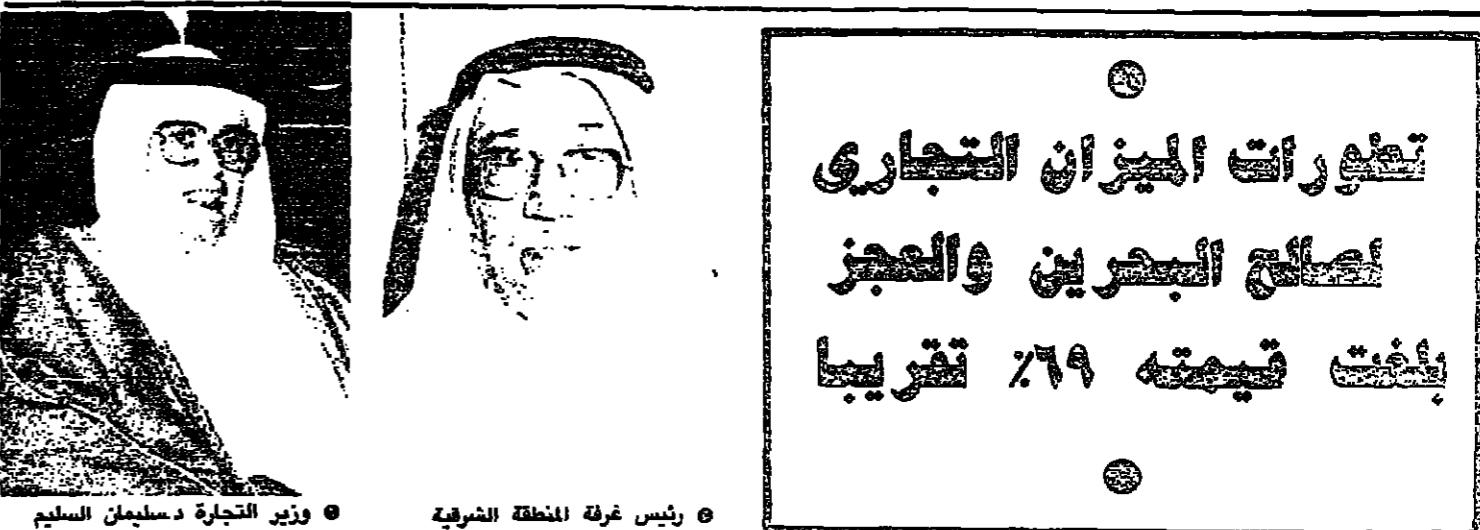 تطورات الميزان التجاري
لصالح البحرين والعجز
بلغت قيمته ٦٩٪ تقريبا
رئيس غرفة المنطقة الشرقية
وزير التجارة د.سليمان السليم